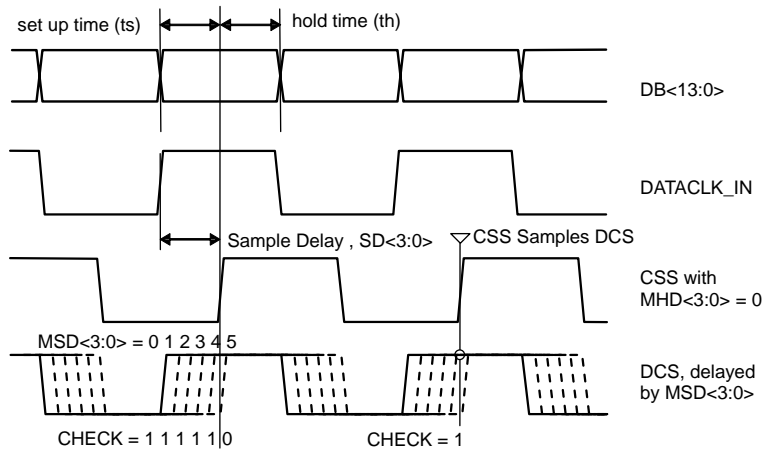 set up time (ts)
hold time (th)
DB<13:0>
DATACLK_IN
Sample Delay , SD<3:0>
CSS Samples DCS
CSS with
MHD<3:0> = 0
MSD<3:0> = 0 1 2 3 4 5
DCS, delayed
by MSD<3:0>
CHECK = 1 1 1 1 1 0
CHECK = 1